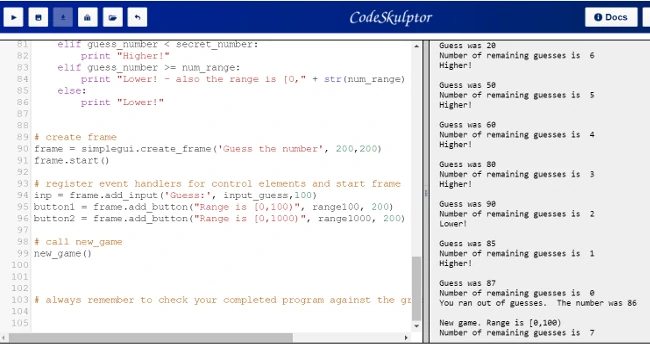 CodeSkulptor
Docs
81 elif guess_number < secret_number:
82 print "Higher!"
83 elif guess_number >= num_range:
84 print "Lower! - also the range is [0," + str(num_range)
85 else:
86 print "Lower!"
87
88
89 # create frame
90 frame = simplegui.create_frame('Guess the number', 200,200)
91 frame.start()
92
93 # register event handlers for control elements and start frame
94 inp = frame.add_input('Guess:', input_guess,100)
95 button1 = frame.add_button("Range is [0,100)", range100, 200)
96 button2 = frame.add_button("Range is [0,1000)", range1000, 200)
97
98 # call new_game
99 new_game()
100
101
102
103 # always remember to check your completed program against the gr
104
105
Guess was 20
Number of remaining guesses is 6
Higher!
Guess was 50
Number of remaining guesses is 5
Higher!
Guess was 60
Number of remaining guesses is 4
Higher!
Guess was 80
Number of remaining guesses is 3
Higher!
Guess was 90
Number of remaining guesses is 2
Lower!
Guess was 85
Number of remaining guesses is 1
Higher!
Guess was 87
Number of remaining guesses is 0
You ran out of guesses. The number was 86
New game. Range is [0,100)
Number of remaining guesses is 7